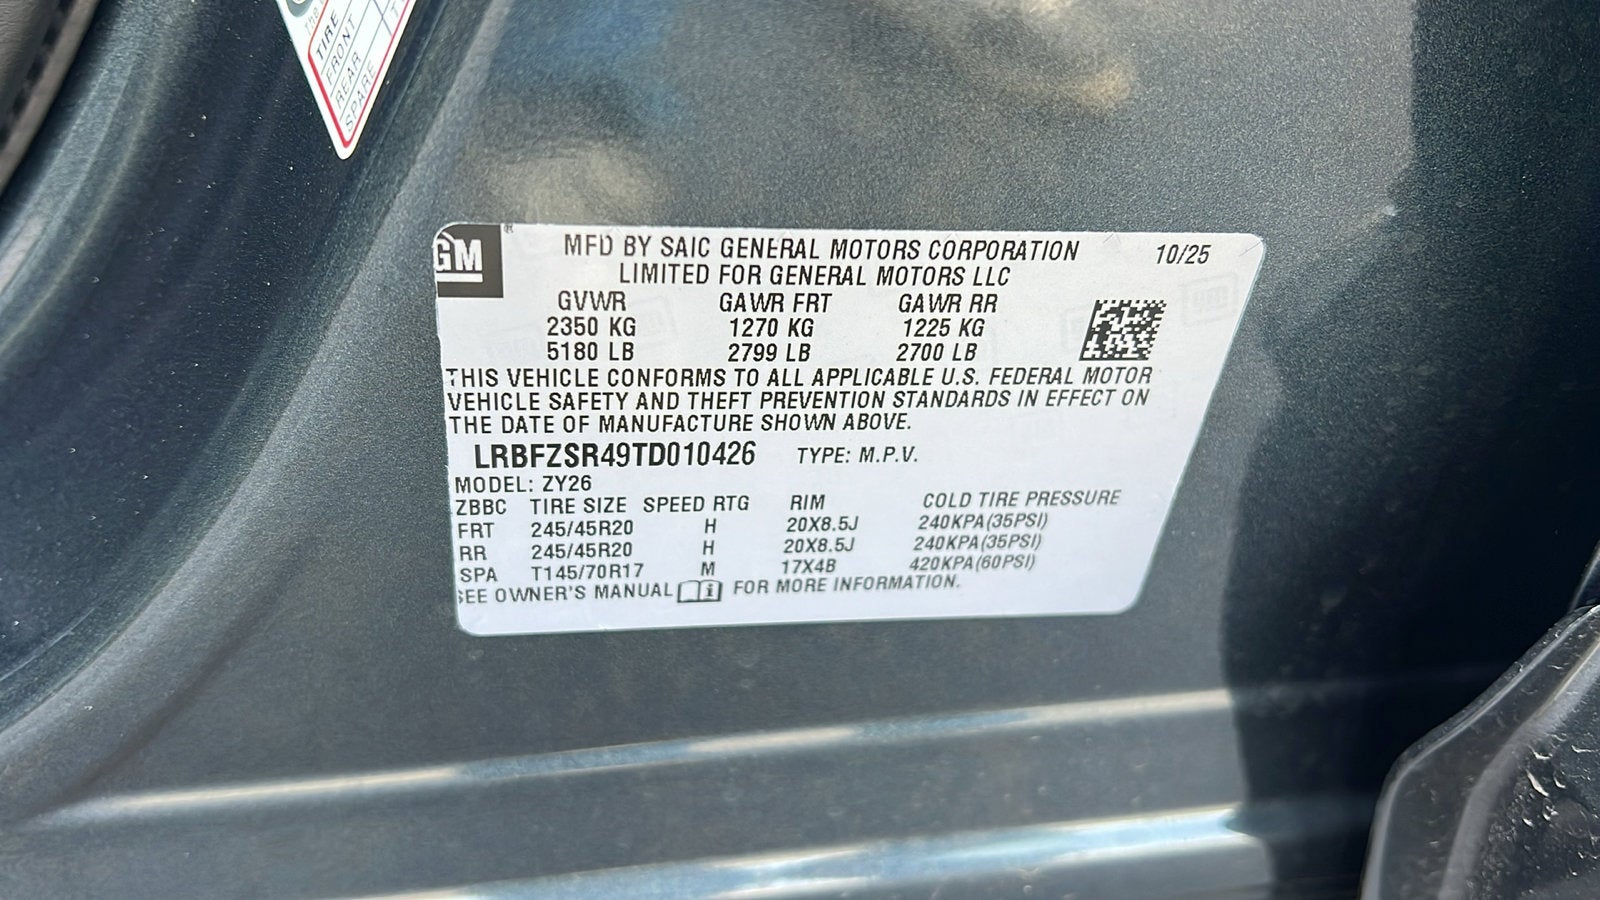 TIRE
FRONT
REAR
SPARE
GM ®
MFD BY SAIC GENERAL MOTORS CORPORATION 10/25
LIMITED FOR GENERAL MOTORS LLC
GVWR GAWR FRT GAWR RR
2350 KG 1270 KG 1225 KG
5180 LB 2799 LB 2700 LB
THIS VEHICLE CONFORMS TO ALL APPLICABLE U.S. FEDERAL MOTOR
VEHICLE SAFETY AND THEFT PREVENTION STANDARDS IN EFFECT ON
THE DATE OF MANUFACTURE SHOWN ABOVE.
LRBFZSR49TD010426 TYPE: M.P.V.
MODEL: ZY26
ZBBC TIRE SIZE SPEED RTG RIM COLD TIRE PRESSURE
FRT 245/45R20 H 20X8.5J 240KPA(35PSI)
RR 245/45R20 H 20X8.5J 240KPA(35PSI)
SPA T145/70R17 M 17X4B 420KPA(60PSI)
SEE OWNER'S MANUAL FOR MORE INFORMATION.